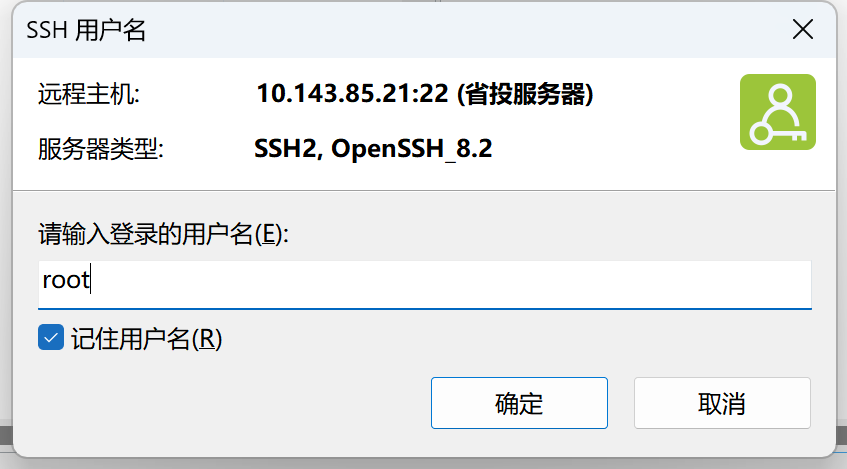 SSH 用户名
远程主机: 10.143.85.21:22 (省投服务器)
服务器类型: SSH2, OpenSSH_8.2
请输入登录的用户名(E):
root
记住用户名(R)
确定 取消